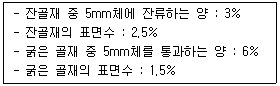 - 잔골재 중 5mm체에 잔류하는 양 : 3%
- 잔골재의 표면수 : 2.5%
- 굵은 골재 중 5mm체를 통과하는 양 : 6%
- 굵은 골재의 표면수 : 1.5%